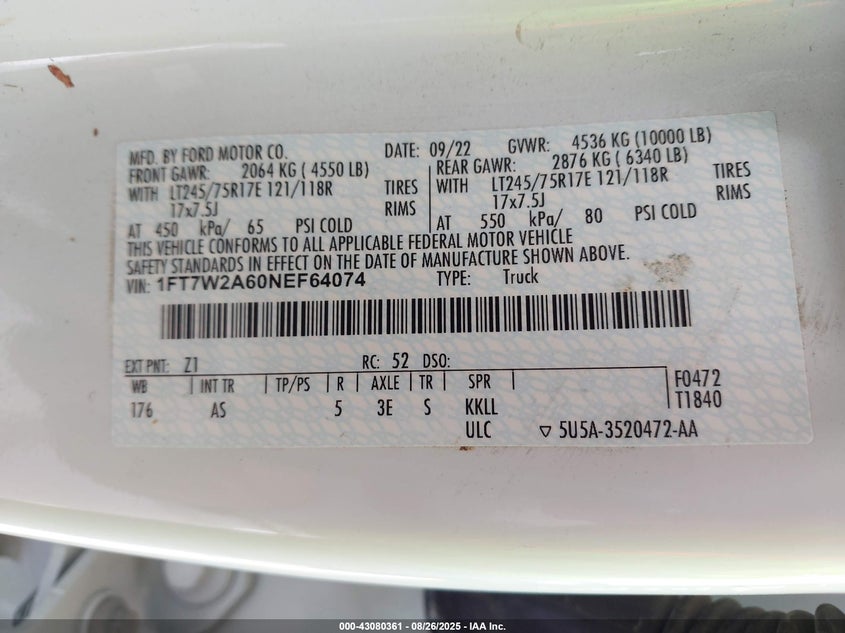 MFD. BY FORD MOTOR CO. DATE: 09/22 GVWR: 4536 KG (10000 LB)
FRONT GAWR: 2064 KG ( 4550 LB) REAR GAWR: 2876 KG ( 6340 LB)
WITH LT245/75R17E 121/118R TIRES WITH LT245/75R17E 121/118R TIRES
17x7.5J RIMS 17x7.5J RIMS
AT 450 kPa/ 65 PSI COLD AT 550 kPa/ 80 PSI COLD
THIS VEHICLE CONFORMS TO ALL APPLICABLE FEDERAL MOTOR VEHICLE
SAFETY STANDARDS IN EFFECT ON THE DATE OF MANUFACTURE SHOWN ABOVE.
VIN: 1FT7W2A60NEF64074 TYPE: Truck
EXT PNT: Z1 RC: 52 DSO:
WB INT TR TP/PS R AXLE TR SPR F0472
176 AS 5 3E S KKLL T1840
ULC ▽ 5U5A-3520472-AA
000-43080361 - 08/26/2025 - IAA Inc.